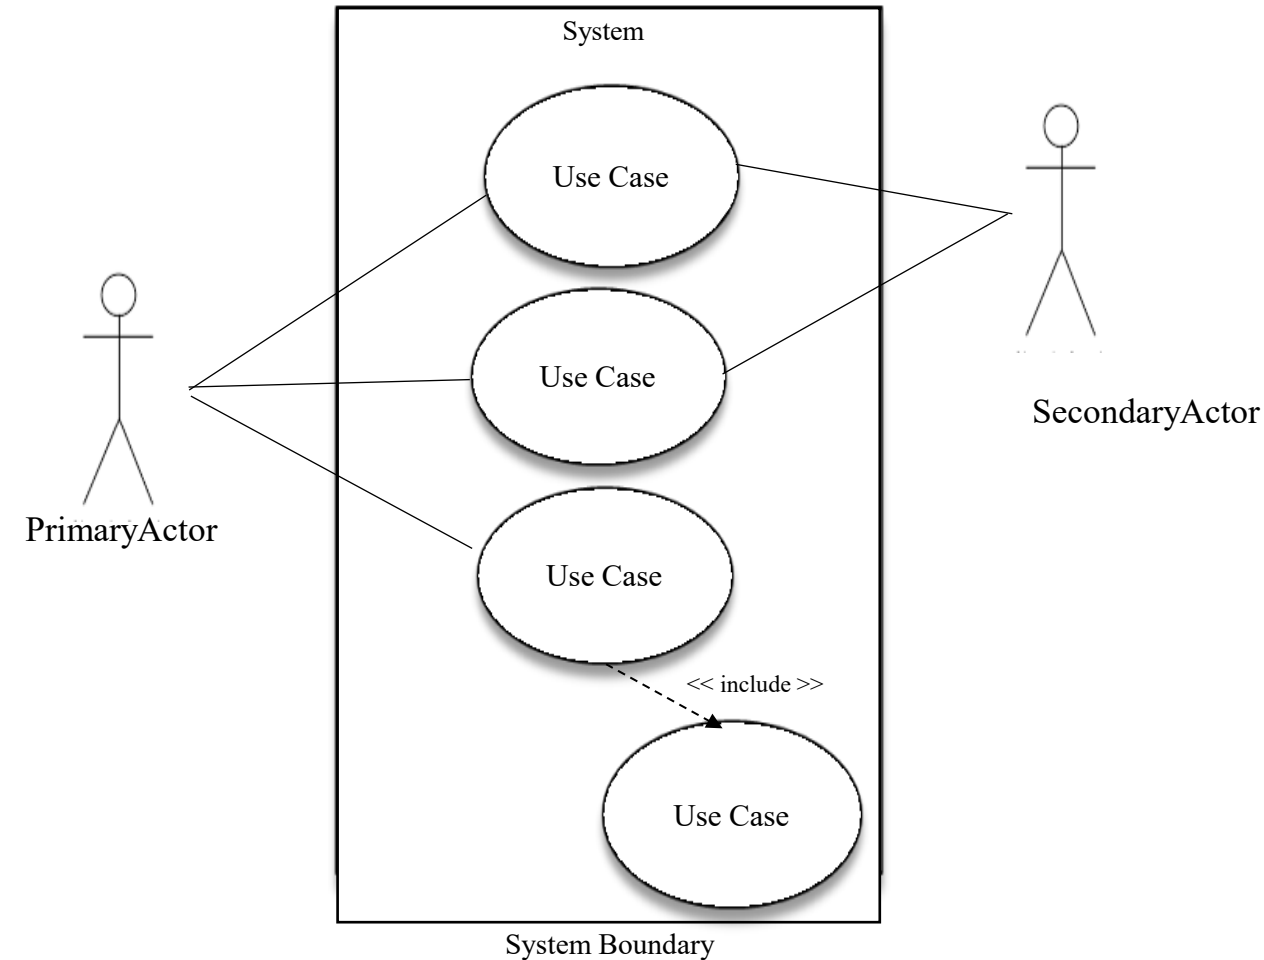 System
Use Case
Use Case
SecondaryActor
PrimaryActor
Use Case
<< include >>
Use Case
System Boundary